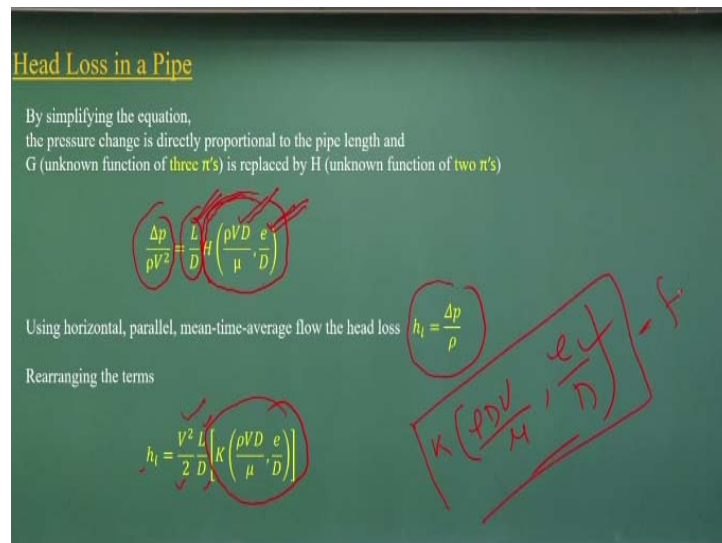 Head Loss in a Pipe
By simplifying the equation,
the pressure change is directly proportional to the pipe length and
G (unknown function of three π's) is replaced by H (unknown function of two π's)
Δp/ρV² = L/D H (ρVD/μ, e/D)
Using horizontal, parallel, mean-time-average flow the head loss h_l = Δp/ρ
Rearranging the terms
h_l = V²/2 L/D [K (ρVD/μ, e/D)]
K (ρDV/μ, e/D) - f